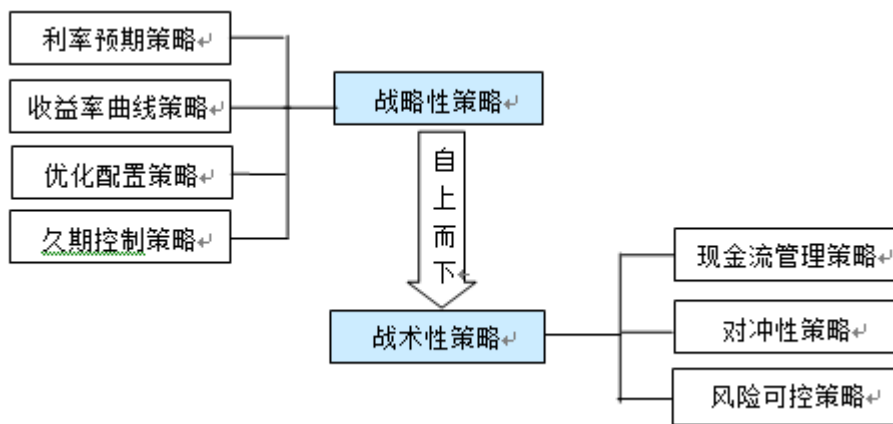 利率预期策略
收益率曲线策略
优化配置策略
久期控制策略
战略性策略
自
上
而
下
战术性策略
现金流管理策略
对冲性策略
风险可控策略